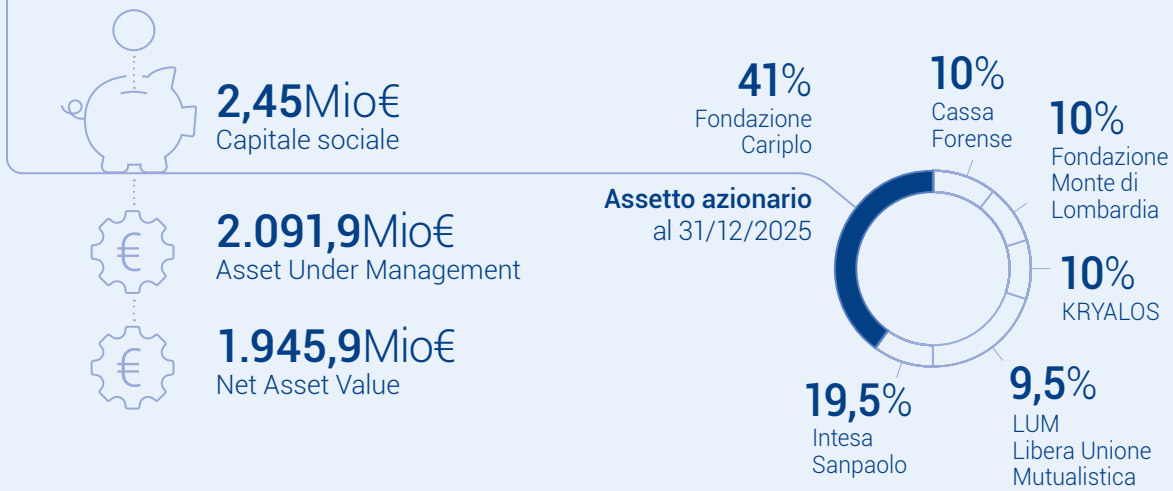 2,45Mio€
Capitale sociale
2.091,9Mio€
Asset Under Management
€
1.945,9Mio€
Net Asset Value
€
Assetto azionario
al 31/12/2025
41%
Fondazione
Cariplo
10%
Cassa
Forense
10%
Fondazione
Monte di
Lombardia
10%
KRYALOS
9,5%
LUM
Libera Unione
Mutualistica
19,5%
Intesa
Sanpaolo